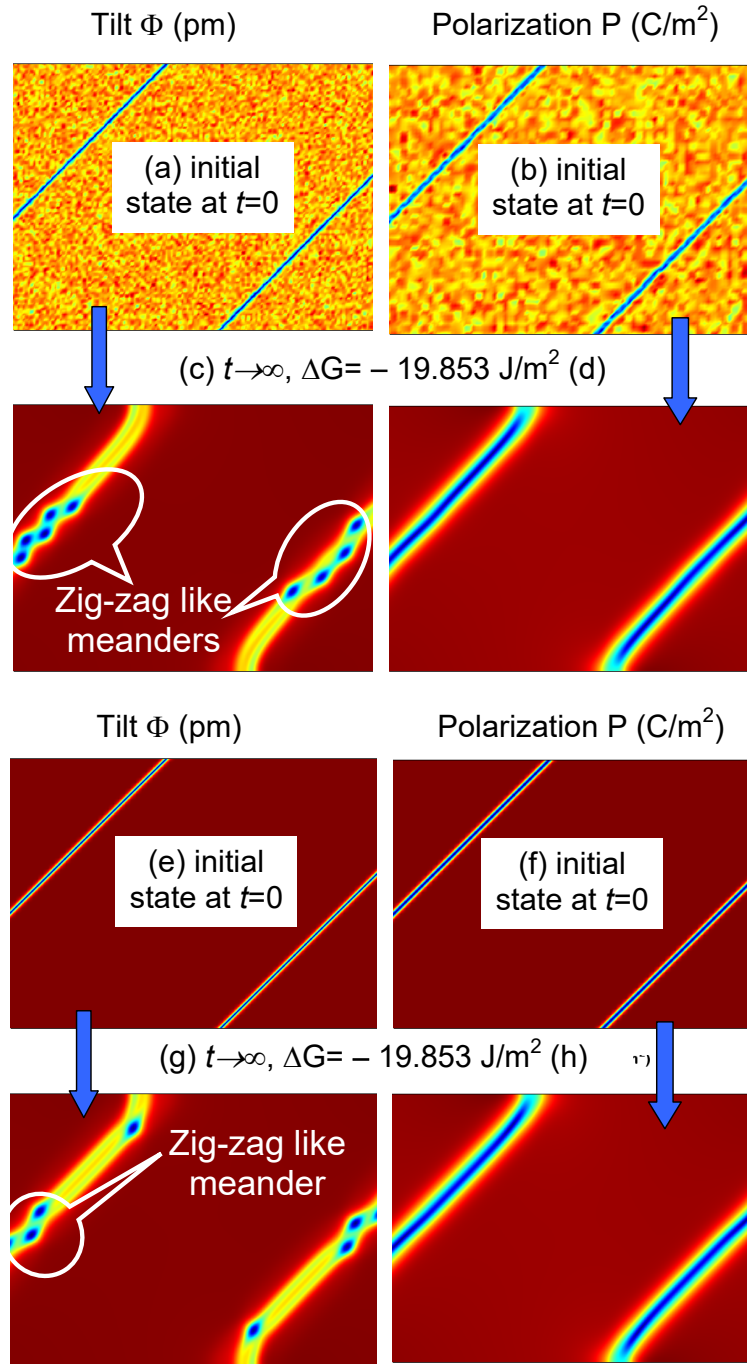 Tilt Φ (pm)
Polarization P (C/m²)
(a) initial
state at t=0
(b) initial
state at t=0
(c) t→∞, ΔG= – 19.853 J/m² (d)
Zig-zag like
meanders
Tilt Φ (pm)
Polarization P (C/m²)
(e) initial
state at t=0
(f) initial
state at t=0
(g) t→∞, ΔG= – 19.853 J/m² (h)
Zig-zag like
meander